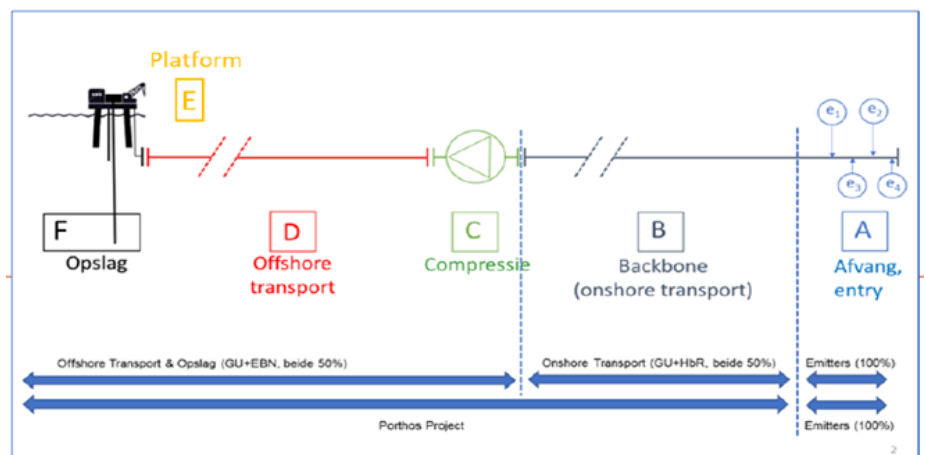 Platform
E
e1
e2
e3
e4
F
D
C
B
A
Opslag
Offshore
transport
Compressie
Backbone
(onshore transport)
Afvang,
entry
Offshore Transport & Opslag (GU+EBN, beide 50%)
Onshore Transport (GU+HbR, beide 50%)
Emitters (100%)
Porthos Project
Emitters (100%)
2